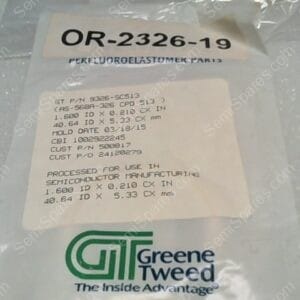 OR-2326-19
PERFLUOROELASTOMER PARTS
GT P/N 9326-SC513
(AS-568A-326 CPD 513 )
1.600 ID X 0.210 CX IN
40.64 ID X 5.33 CX mm
MOLD DATE 03/18/15
CBI 1002922245
CUST P/N 500817
CUST P/O 24120279
PROCESSED FOR USE IN
SEMICONDUCTOR MANUFACTURING
1.600 ID X 0.210 CX IN
40.64 ID X 5.33 CX mm
GT Greene
Tweed
The Inside Advantage®